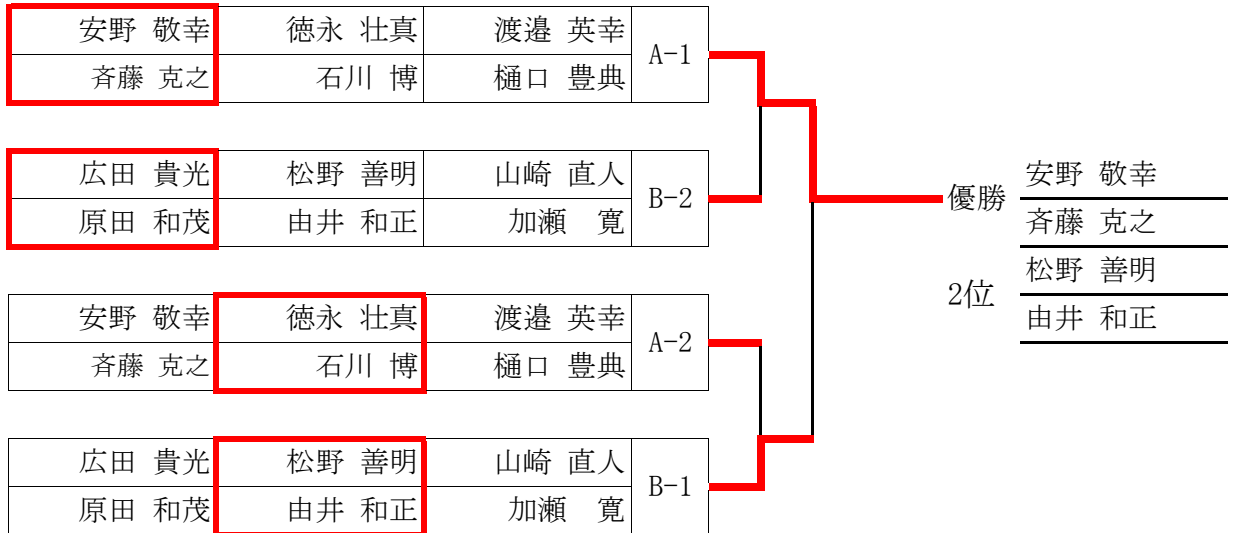 安野 敬幸 徳永 壮真 渡邉 英幸
A-1
斉藤 克之 石川 博 樋口 豊典
広田 貴光 松野 善明 山崎 直人
B-2
原田 和茂 由井 和正 加瀬 寛
安野 敬幸 徳永 壮真 渡邉 英幸
A-2
斉藤 克之 石川 博 樋口 豊典
広田 貴光 松野 善明 山崎 直人
B-1
原田 和茂 由井 和正 加瀬 寛
優勝
安野 敬幸
斉藤 克之
2位
松野 善明
由井 和正